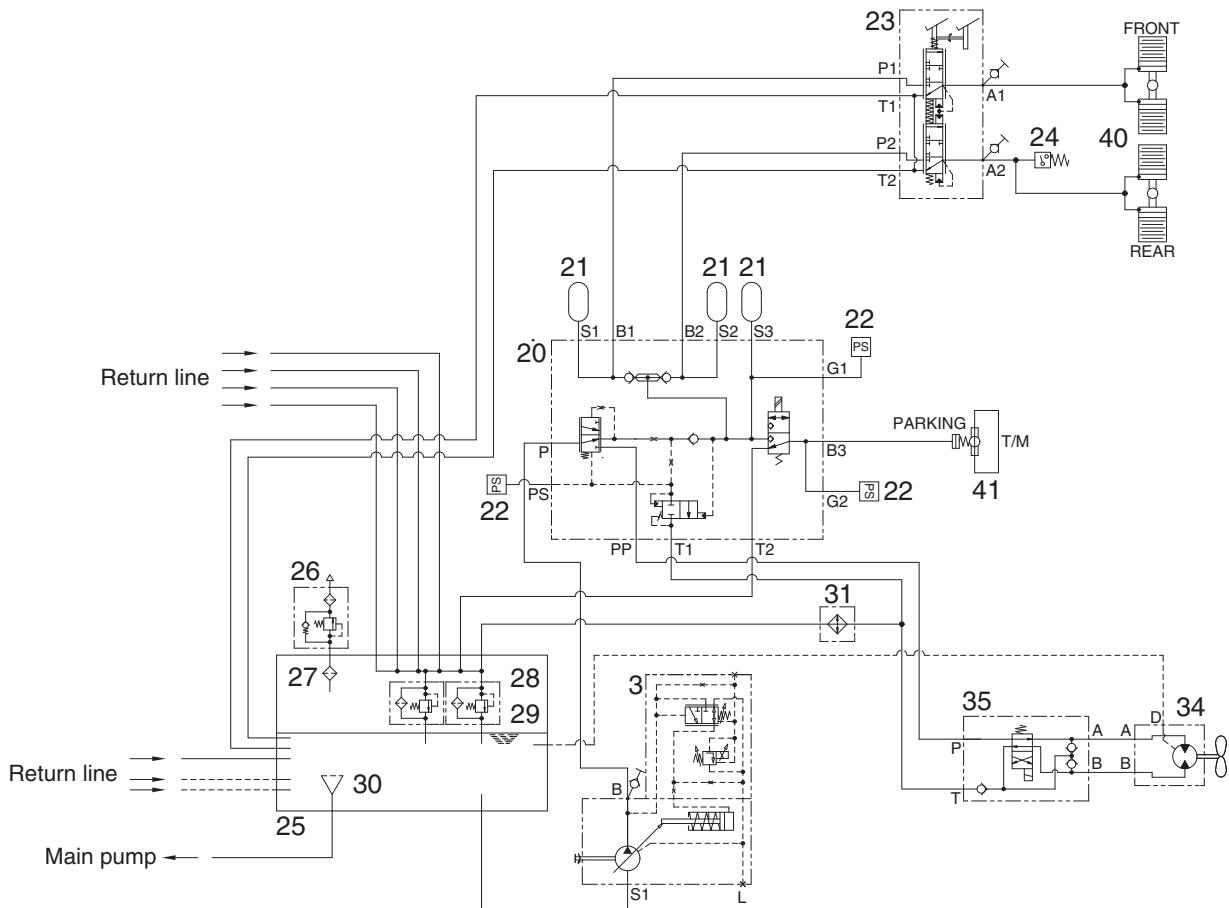 23
FRONT
P1
T1
A1
P2
24
40
T2
A2
REAR
21
21
21
S1
B1
B2
S2
S3
22
PS
20
G1
Return line
PARKING
T/M
P
B3
PS
PS
22
G2
PS
22
41
PP
T1
T2
26
31
27
28
3
29
35
D
34
P
A
A
B
B
T
Return line
30
B
25
Main pump
S1
L